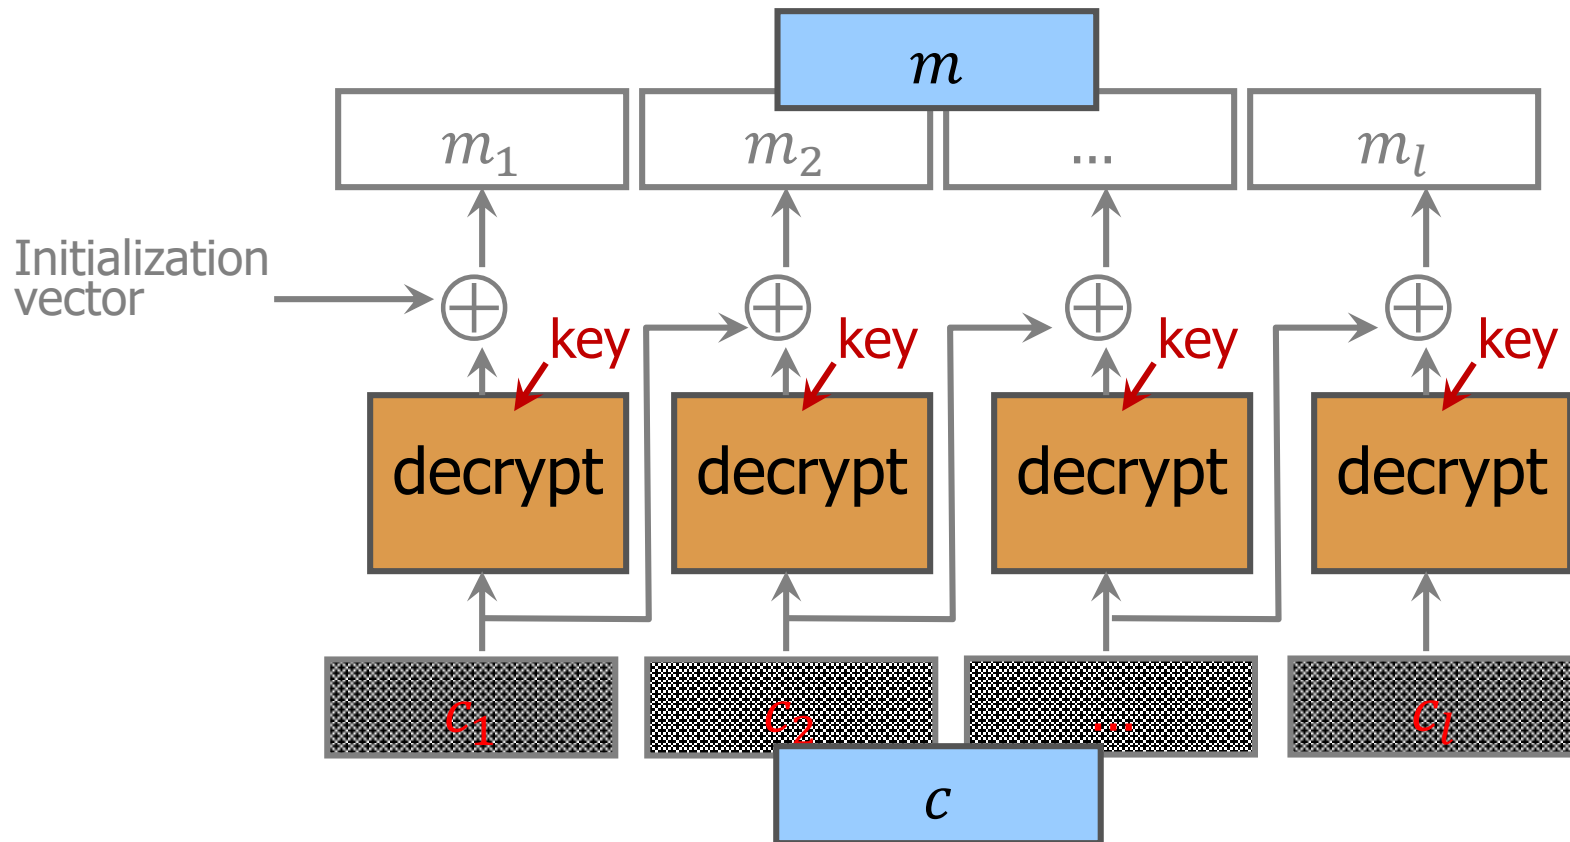 m
m₁ m₂ ... mₗ
Initialization
vector
key key key key
decrypt decrypt decrypt decrypt
c₁ c₂ ... cₗ
c